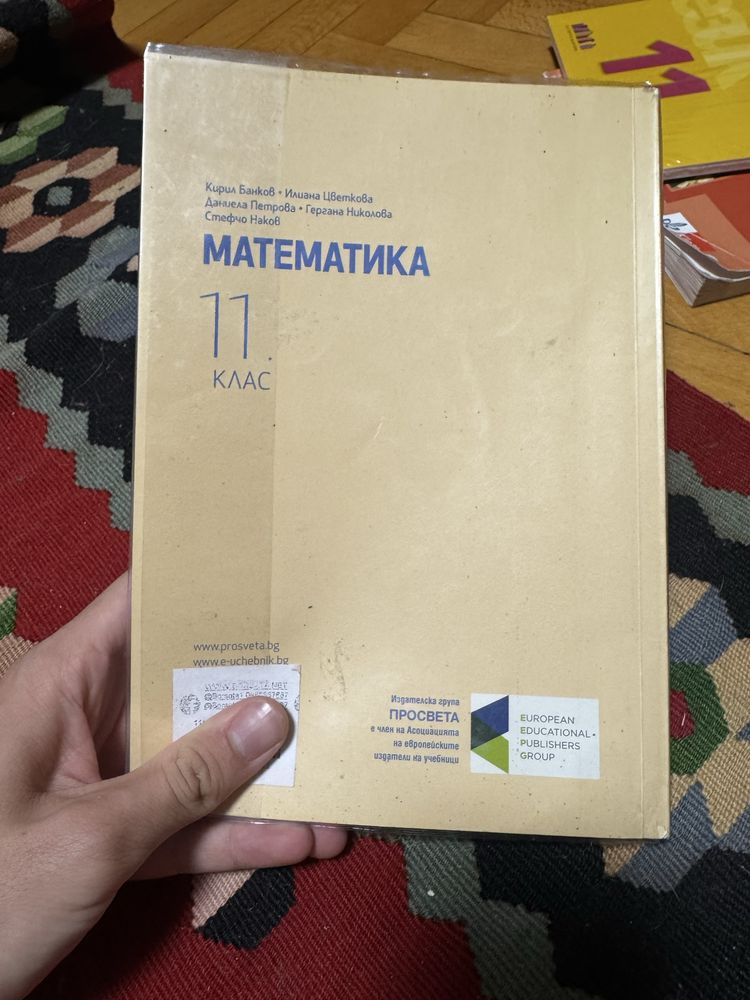 Кирил Банков • Илиана Цветкова
Даниела Петрова • Гергана Николова
Стефчо Наков
МАТЕМАТИКА
11.
КЛАС
www.prosveta.bg
www.e-uchebnik.bg
Издателска група
ПРОСВЕТА
е член на Асоциацията
на европейските
издатели на учебници
EUROPEAN
EDUCATIONAL •
PUBLISHERS
GROUP
11